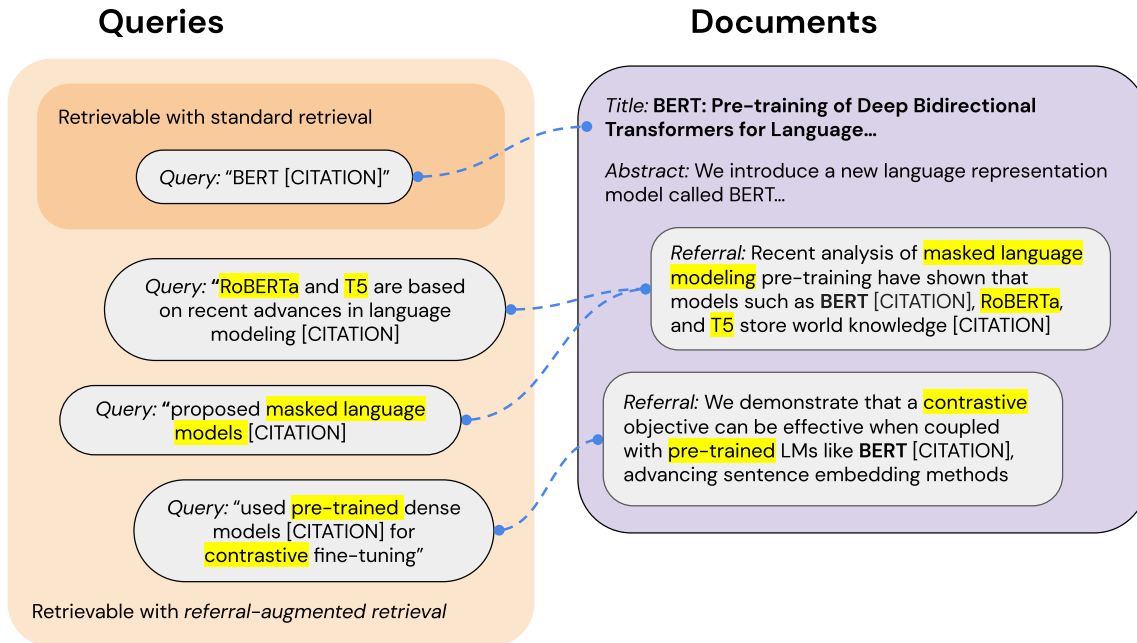 Queries
Retrievable with standard retrieval
Query: “BERT [CITATION]”
Query: “RoBERTa and T5 are based
on recent advances in language
modeling [CITATION]
Query: “proposed masked language
models [CITATION]
Query: “used pre-trained dense
models [CITATION] for
contrastive fine-tuning”
Retrievable with referral-augmented retrieval
Documents
Title: BERT: Pre-training of Deep Bidirectional
Transformers for Language…
Abstract: We introduce a new language representation
model called BERT…
Referral: Recent analysis of masked language
modeling pre-training have shown that
models such as BERT [CITATION], RoBERTa,
and T5 store world knowledge [CITATION]
Referral: We demonstrate that a contrastive
objective can be effective when coupled
with pre-trained LMs like BERT [CITATION],
advancing sentence embedding methods